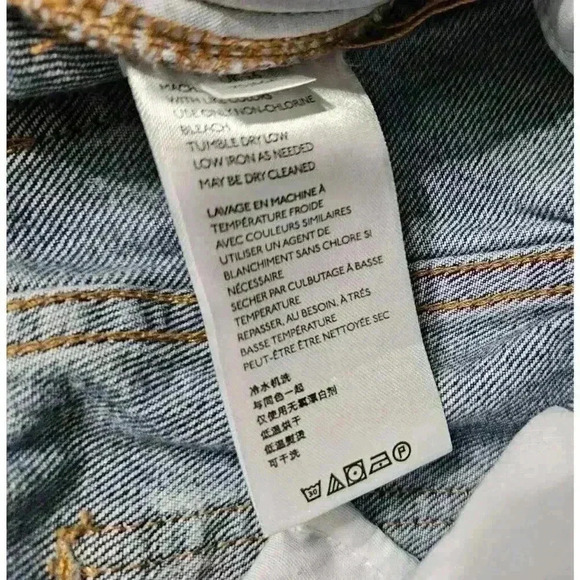 MACH
WITH LIKE COLORS
USE ONLY NON-CHLORINE
BLEACH
TUMBLE DRY LOW
LOW IRON AS NEEDED
MAY BE DRY CLEANED
LAVAGE EN MACHINE À
TEMPÉRATURE FROIDE
AVEC COULEURS SIMILAIRES
UTILISER UN AGENT DE
BLANCHIMENT SANS CHLORE SI
NÉCESSAIRE
SECHER PAR CULBUTAGE À BASSE
TEMPERATURE
REPASSER, AU BESOIN, À TRÈS
BASSE TEMPÉRATURE
PEUT-ÊTRE ÊTRE NETTOYÉE SEC
冷水机洗
与同色一起
仅使用无氯漂白剂
低温烘干
低温熨烫
可干洗
30 P